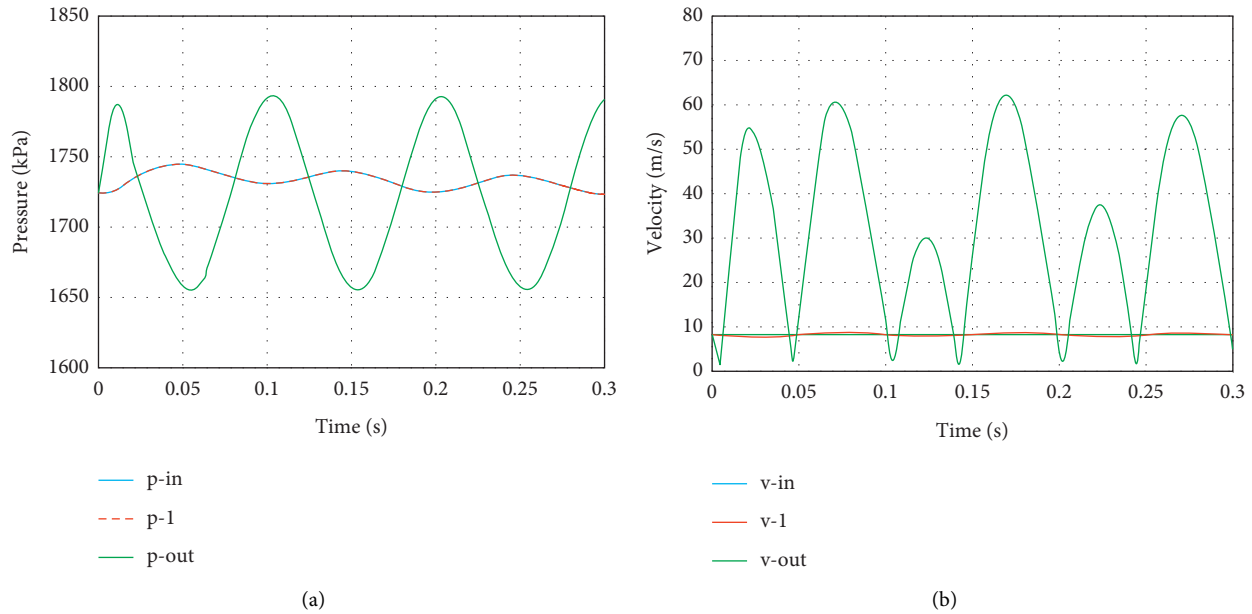 1850
1800
1750
1700
1650
1600
Pressure (kPa)
0 0.05 0.1 0.15 0.2 0.25 0.3
Time (s)
p-in
p-1
p-out
(a)
80
70
60
50
40
30
20
10
0
Velocity (m/s)
0 0.05 0.1 0.15 0.2 0.25 0.3
Time (s)
v-in
v-1
v-out
(b)